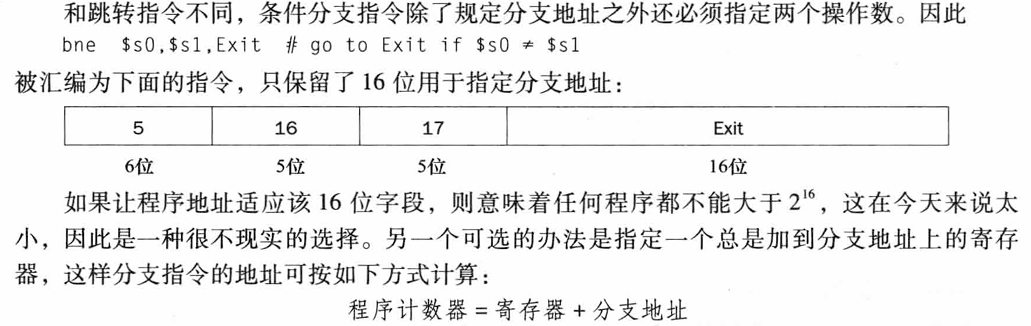 和跳转指令不同，条件分支指令除了规定分支地址之外还必须指定两个操作数。因此
bne $s0,$s1,Exit # go to Exit if $s0 ≠ $s1
被汇编为下面的指令，只保留了 16 位用于指定分支地址：
5 16 17 Exit
6位 5位 5位 16位
如果让程序地址适应该 16 位字段，则意味着任何程序都不能大于 2¹⁶，这在今天来说太
小，因此是一种很不现实的选择。另一个可选的办法是指定一个总是加到分支地址上的寄存
器，这样分支指令的地址可按如下方式计算：
程序计数器 = 寄存器 + 分支地址